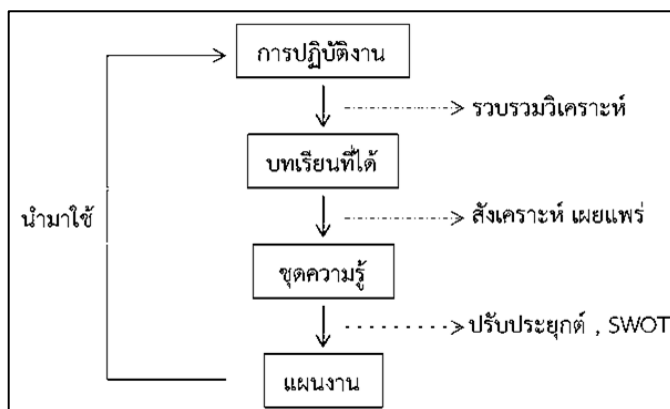 การปฏิบัติงาน
รวบรวมวิเคราะห์
บทเรียนที่ได้
นำมาใช้
สังเคราะห์ เผยแพร่
ชุดความรู้
ปรับประยุกต์ , SWOT
แผนงาน